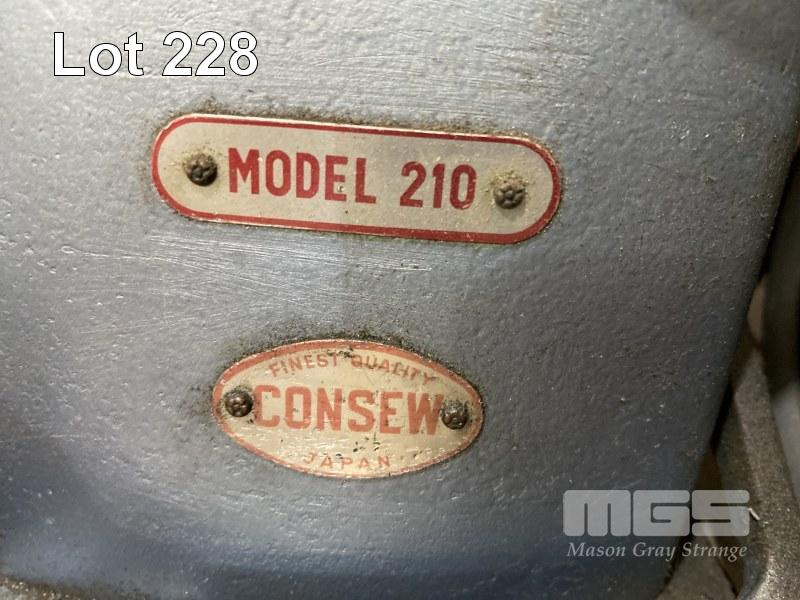 Lot 228
MODEL 210
FINEST QUALITY
CONSEW
JAPAN
MGS
Mason Gray Strange